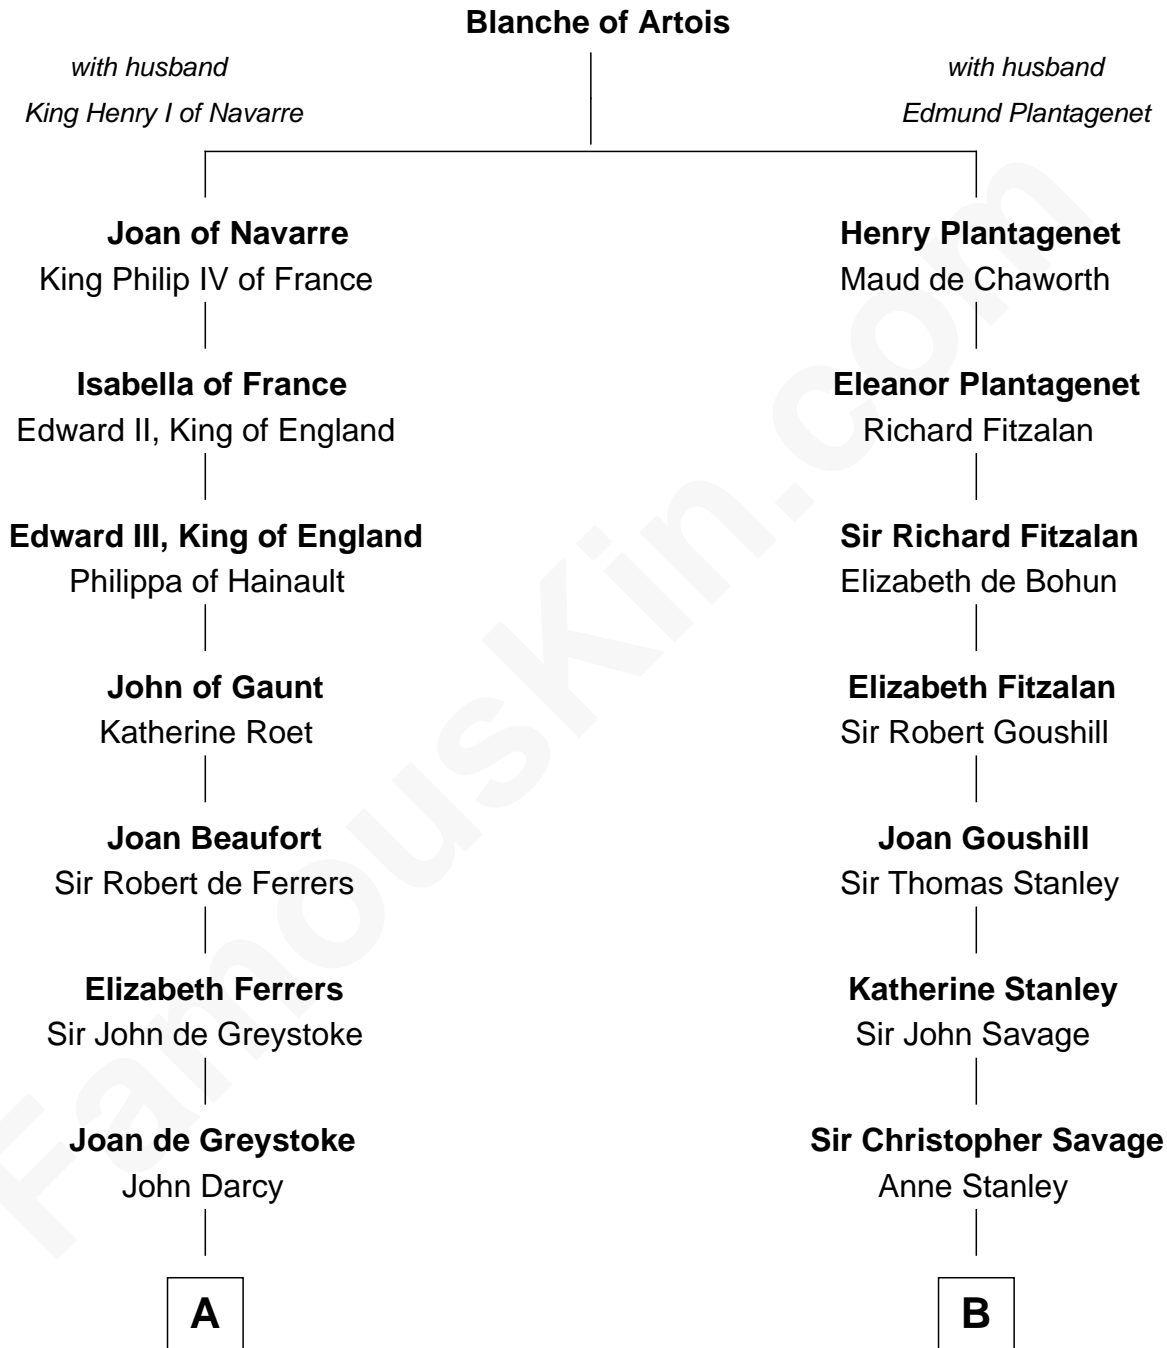 Blanche of Artois
with husband
King Henry I of Navarre
with husband
Edmund Plantagenet
Joan of Navarre
King Philip IV of France
Isabella of France
Edward II, King of England
Edward III, King of England
Philippa of Hainault
John of Gaunt
Katherine Roet
Joan Beaufort
Sir Robert de Ferrers
Elizabeth Ferrers
Sir John de Greystoke
Joan de Greystoke
John Darcy
A
Henry Plantagenet
Maud de Chaworth
Eleanor Plantagenet
Richard Fitzalan
Sir Richard Fitzalan
Elizabeth de Bohun
Elizabeth Fitzalan
Sir Robert Goushill
Joan Goushill
Sir Thomas Stanley
Katherine Stanley
Sir John Savage
Sir Christopher Savage
Anne Stanley
B
FamousKin.com